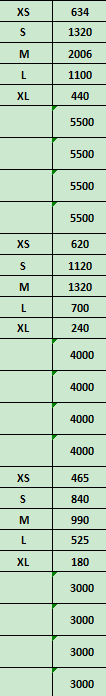 XS 634
S 1320
M 2006
L 1100
XL 440
5500
5500
5500
5500
XS 620
S 1120
M 1320
L 700
XL 240
4000
4000
4000
4000
XS 465
S 840
M 990
L 525
XL 180
3000
3000
3000
3000